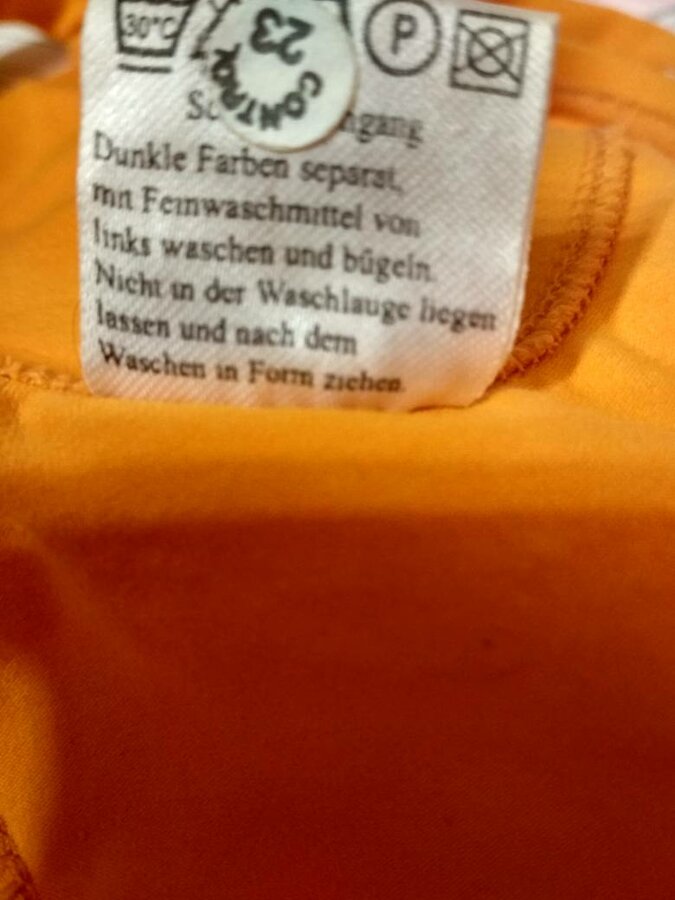 30°C
P
CONTROL
23
Dunkle Farben separat,
mit Feinwaschmittel von
links waschen und bügeln.
Nicht in der Waschlauge liegen
lassen und nach dem
Waschen in Form ziehen